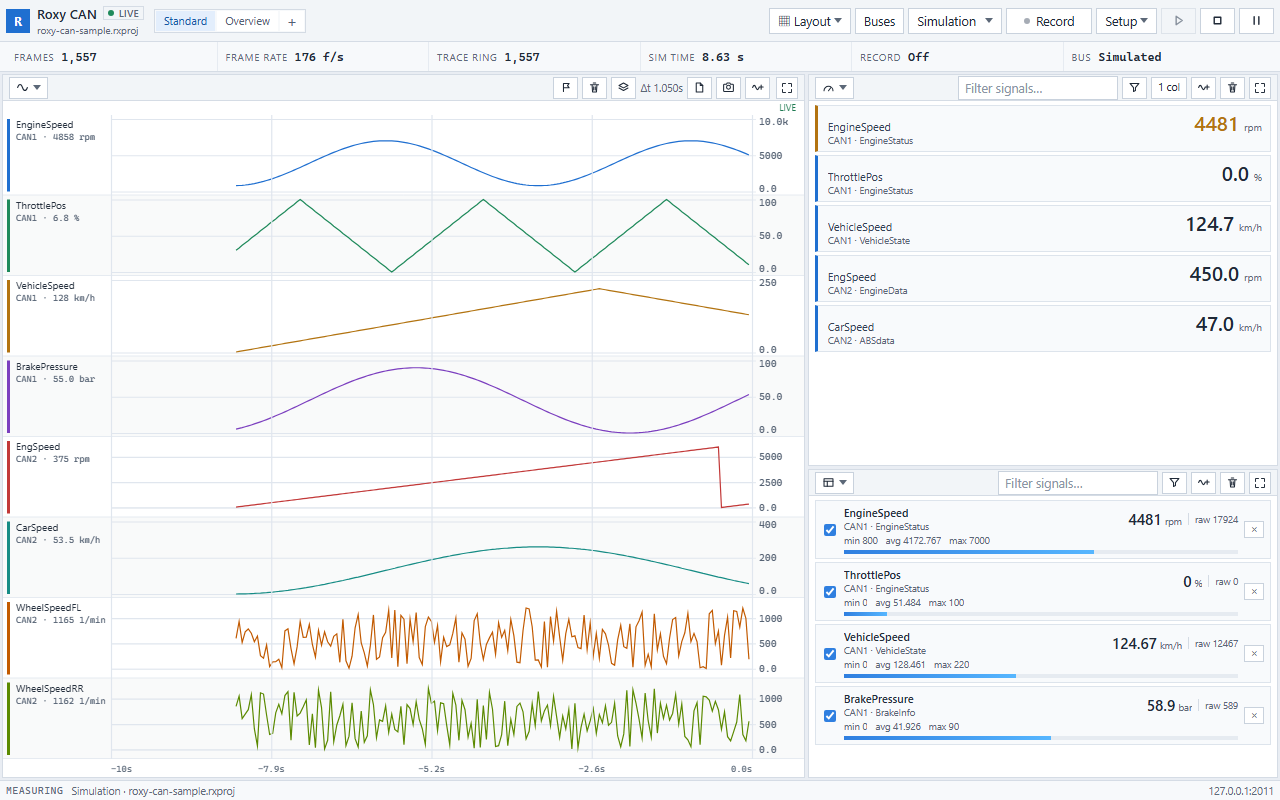 R Roxy CAN LIVE
roxy-can-sample.rxproj
Standard Overview +
Layout Buses Simulation Record Setup
FRAMES 1,557 FRAME RATE 176 f/s TRACE RING 1,557 SIM TIME 8.63 s RECORD Off BUS Simulated
Δt 1.050s
LIVE
EngineSpeed
CAN1 · 4858 rpm
10.0k
5000
0.0
ThrottlePos
CAN1 · 6.8 %
100
50.0
0.0
VehicleSpeed
CAN1 · 128 km/h
250
0.0
BrakePressure
CAN1 · 55.0 bar
100
50.0
0.0
EngSpeed
CAN2 · 375 rpm
5000
2500
0.0
CarSpeed
CAN2 · 53.5 km/h
400
200
0.0
WheelSpeedFL
CAN2 · 1165 1/min
1000
500
0.0
WheelSpeedRR
CAN2 · 1162 1/min
1000
500
0.0
-10s -7.9s -5.2s -2.6s 0.0s
Filter signals... 1 col
EngineSpeed 4481 rpm
CAN1 · EngineStatus
ThrottlePos 0.0 %
CAN1 · EngineStatus
VehicleSpeed 124.7 km/h
CAN1 · VehicleState
EngSpeed 450.0 rpm
CAN2 · EngineData
CarSpeed 47.0 km/h
CAN2 · ABSdata
Filter signals...
EngineSpeed 4481 rpm raw 17924 ×
CAN1 · EngineStatus
min 800 avg 4172.767 max 7000
ThrottlePos 0 % raw 0 ×
CAN1 · EngineStatus
min 0 avg 51.484 max 100
VehicleSpeed 124.67 km/h raw 12467 ×
CAN1 · VehicleState
min 0 avg 128.461 max 220
BrakePressure 58.9 bar raw 589 ×
CAN1 · BrakeInfo
min 0 avg 41.926 max 90
MEASURING Simulation · roxy-can-sample.rxproj 127.0.0.1:2011